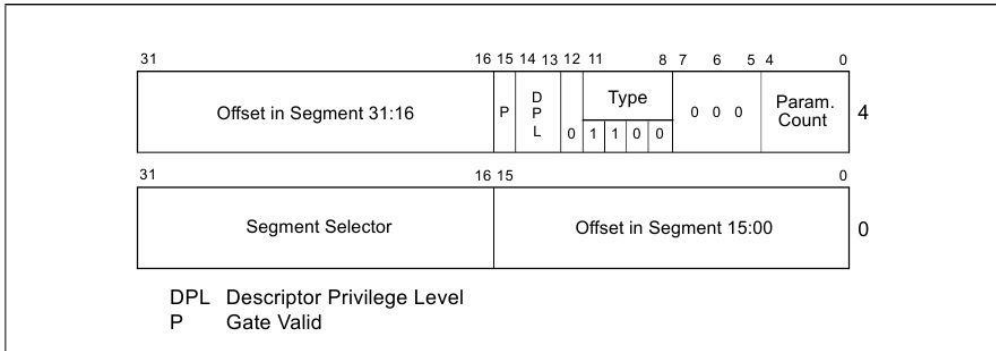 31 16 15 14 13 12 11 8 7 6 5 4 0
Offset in Segment 31:16 P D P L 0 Type 1 1 0 0 0 0 0 Param. Count 4
31 16 15 0
Segment Selector Offset in Segment 15:00 0
DPL Descriptor Privilege Level
P Gate Valid